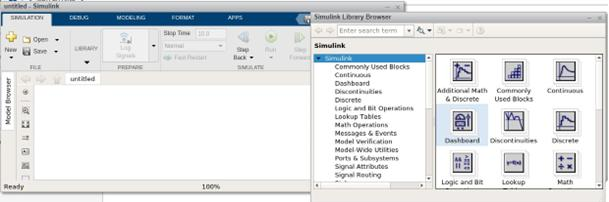 untitled - Simulink
SIMULATION DEBUG MODELING FORMAT APPS
New
Open
Save
FILE
LIBRARY
Log
Signals
PREPARE
Stop Time 10.0
Normal
Fast Restart
Step
Back
Run
Step
Forward
SIMULATE
Model Browser
untitled
Ready
100%
Simulink Library Browser
Enter search term
Simulink
Simulink
Commonly Used Blocks
Continuous
Dashboard
Discontinuities
Discrete
Logic and Bit Operations
Lookup Tables
Math Operations
Messages & Events
Model Verification
Model-Wide Utilities
Ports & Subsystems
Signal Attributes
Signal Routing
Additional Math
& Discrete
Commonly
Used Blocks
Continuous
Dashboard
Discontinuities
Discrete
Logic and Bit
Lookup
Math